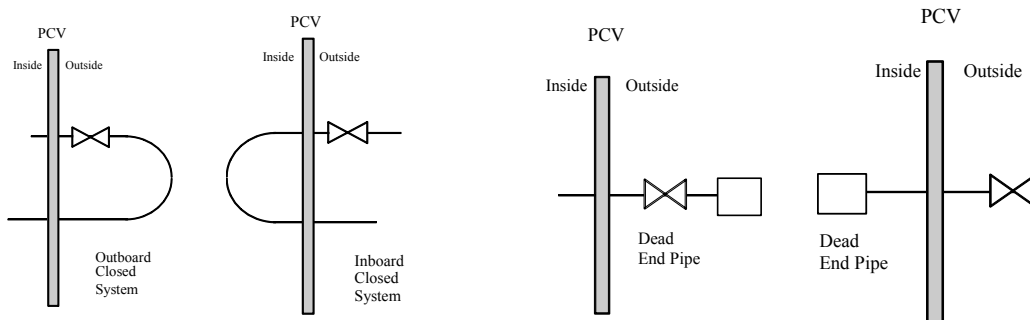 PCV
Inside Outside
Outboard
Closed
System
PCV
Inside Outside
Inboard
Closed
System
PCV
Inside Outside
Dead
End Pipe
PCV
Inside Outside
Dead
End Pipe